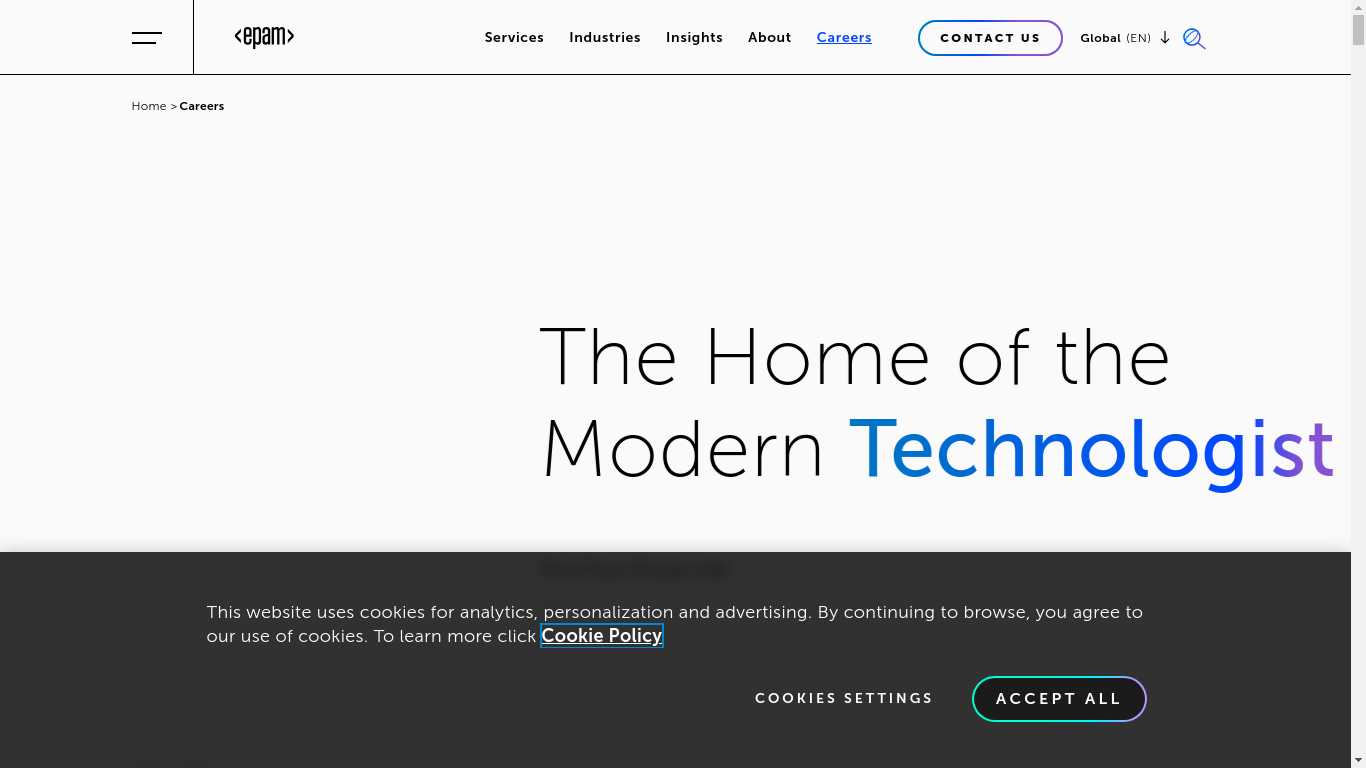 <epam>
Services Industries Insights About Careers CONTACT US Global (EN)
Home > Careers
The Home of the
Modern Technologist
This website uses cookies for analytics, personalization and advertising. By continuing to browse, you agree to
our use of cookies. To learn more click Cookie Policy
COOKIES SETTINGS ACCEPT ALL